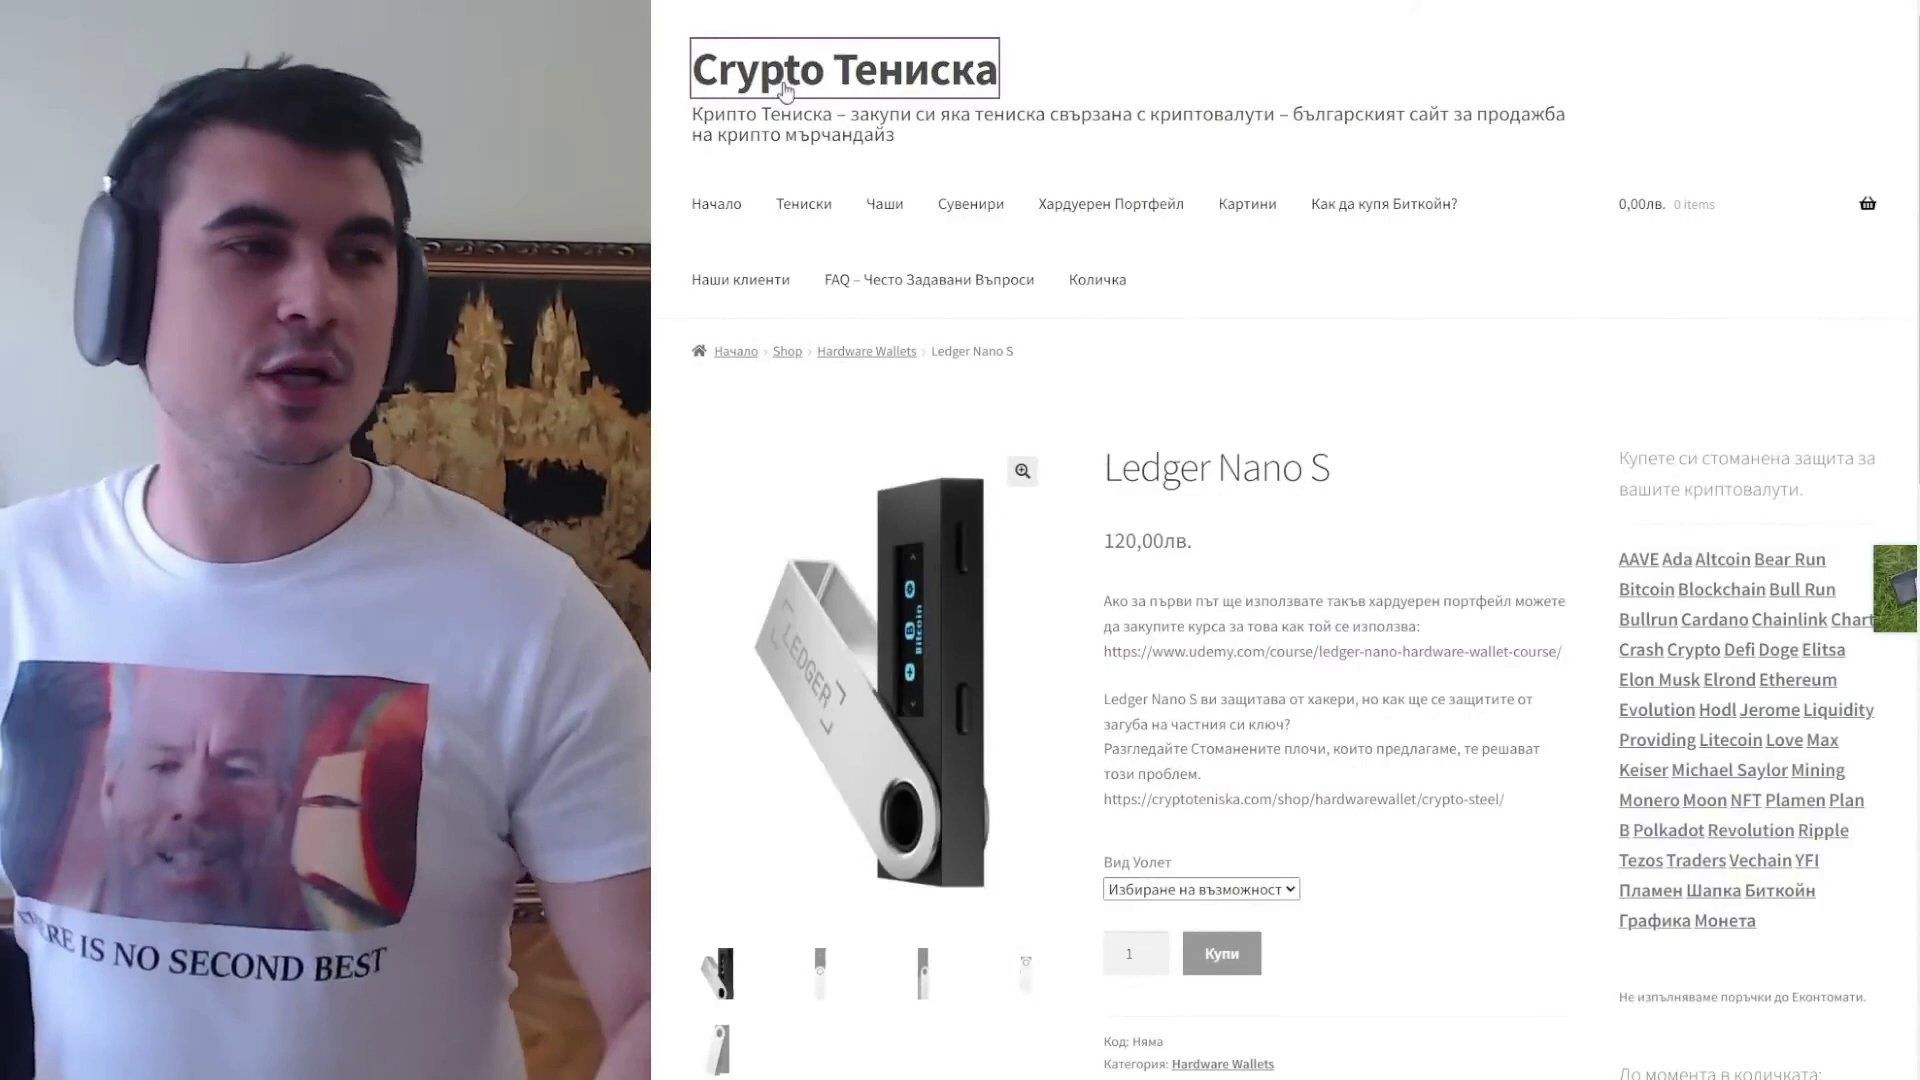 Crypto Тениска
Крипто Тениска – закупи си яка тениска свързана с криптовалути – българският сайт за продажба
на крипто мърчандайз
Начало Тениски Чаши Сувенири Хардуерен Портфейл Картини Как да купя Биткойн? 0,00лв. 0 items
Наши клиенти FAQ – Често Задавани Въпроси Количка
Начало › Shop › Hardware Wallets › Ledger Nano S
Ledger Nano S
120,00лв.
Ако за първи път ще използвате такъв хардуерен портфейл можете
да закупите курса за това как той се използва:
https://www.udemy.com/course/ledger-nano-hardware-wallet-course/
Ledger Nano S ви защитава от хакери, но как ще се защитите от
загуба на частния си ключ?
Разгледайте Стоманените плочи, които предлагаме, те решават
този проблем.
https://cryptoteniska.com/shop/hardwarewallet/crypto-steel/
Вид Уолет
Избиране на възможност
1 Купи
Код: Няма
Категория: Hardware Wallets
Купете си стоманена защита за
вашите криптовалути.
AAVE Ada Altcoin Bear Run
Bitcoin Blockchain Bull Run
Bullrun Cardano Chainlink Chart
Crash Crypto Defi Doge Elitsa
Elon Musk Elrond Ethereum
Evolution Hodl Jerome Liquidity
Providing Litecoin Love Max
Keiser Michael Saylor Mining
Monero Moon NFT Plamen Plan
B Polkadot Revolution Ripple
Tezos Traders Vechain YFI
Пламен Шапка Биткойн
Графика Монета
Не изпълняваме поръчки до Еконтомати.
До момента в количката:
LEDGER
Bitcoin
THERE IS NO SECOND BEST